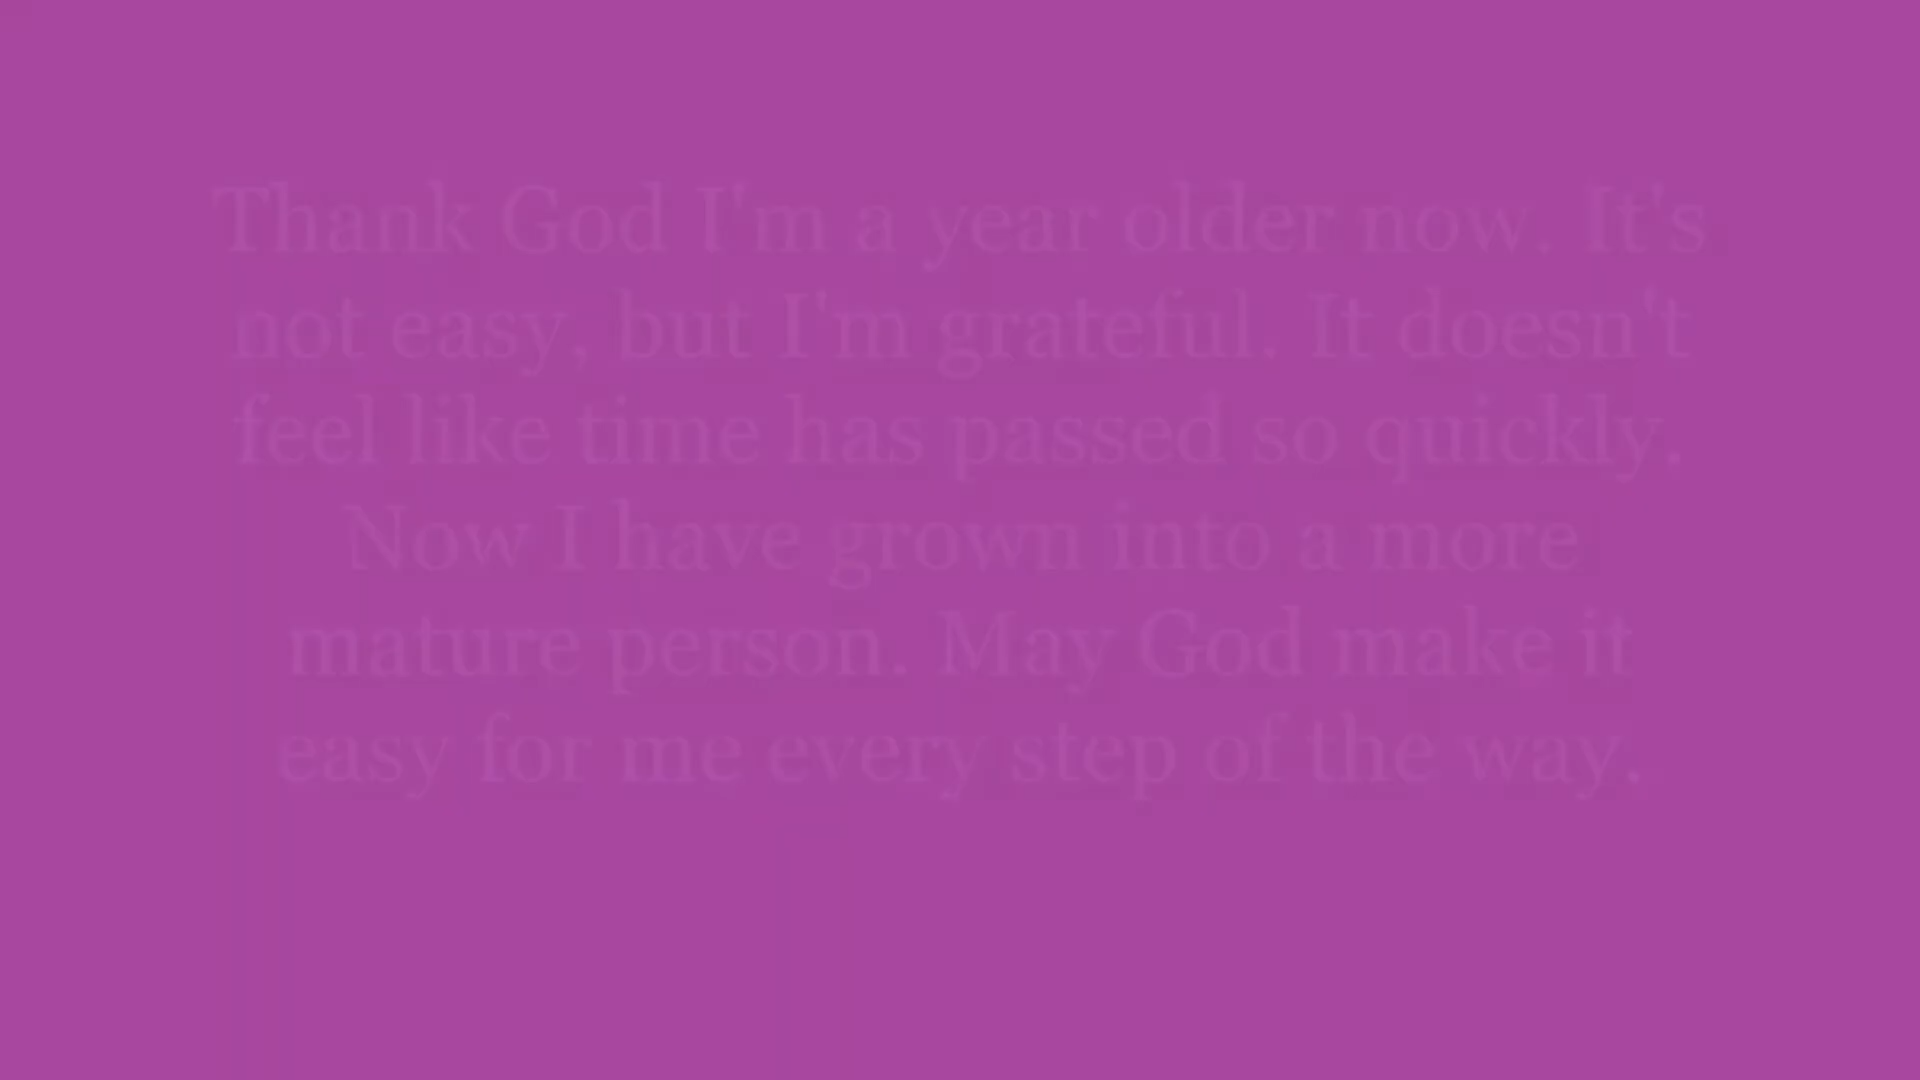 Thank God I'm a year older now. It's
not easy, but I'm grateful. It doesn't
feel like time has passed so quickly.
Now I have grown into a more
mature person. May God make it
easy for me every step of the way.